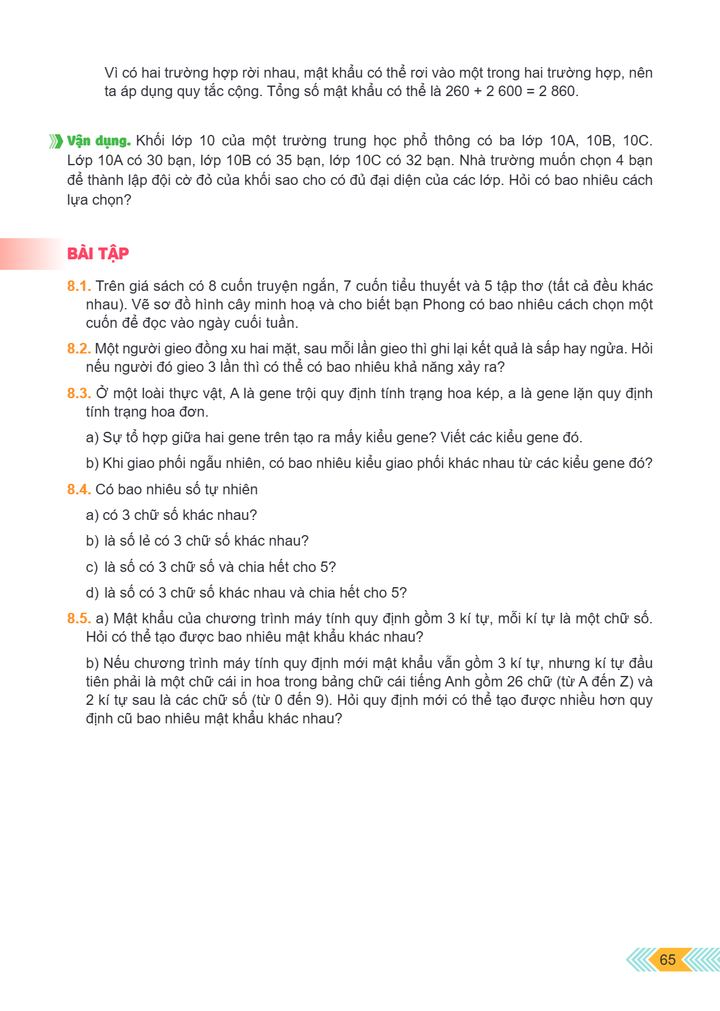 Vì có hai trường hợp rời nhau, mật khẩu có thể rơi vào một trong hai trường hợp, nên
ta áp dụng quy tắc cộng. Tổng số mật khẩu có thể là 260 + 2 600 = 2 860.
Vận dụng. Khối lớp 10 của một trường trung học phổ thông có ba lớp 10A, 10B, 10C.
Lớp 10A có 30 bạn, lớp 10B có 35 bạn, lớp 10C có 32 bạn. Nhà trường muốn chọn 4 bạn
để thành lập đội cờ đỏ của khối sao cho có đủ đại diện của các lớp. Hỏi có bao nhiêu cách
lựa chọn?
BÀI TẬP
8.1. Trên giá sách có 8 cuốn truyện ngắn, 7 cuốn tiểu thuyết và 5 tập thơ (tất cả đều khác
nhau). Vẽ sơ đồ hình cây minh hoạ và cho biết bạn Phong có bao nhiêu cách chọn một
cuốn để đọc vào ngày cuối tuần.
8.2. Một người gieo đồng xu hai mặt, sau mỗi lần gieo thì ghi lại kết quả là sấp hay ngửa. Hỏi
nếu người đó gieo 3 lần thì có thể có bao nhiêu khả năng xảy ra?
8.3. Ở một loài thực vật, A là gene trội quy định tính trạng hoa kép, a là gene lặn quy định
tính trạng hoa đơn.
a) Sự tổ hợp giữa hai gene trên tạo ra mấy kiểu gene? Viết các kiểu gene đó.
b) Khi giao phối ngẫu nhiên, có bao nhiêu kiểu giao phối khác nhau từ các kiểu gene đó?
8.4. Có bao nhiêu số tự nhiên
a) có 3 chữ số khác nhau?
b) là số lẻ có 3 chữ số khác nhau?
c) là số có 3 chữ số và chia hết cho 5?
d) là số có 3 chữ số khác nhau và chia hết cho 5?
8.5. a) Mật khẩu của chương trình máy tính quy định gồm 3 kí tự, mỗi kí tự là một chữ số.
Hỏi có thể tạo được bao nhiêu mật khẩu khác nhau?
b) Nếu chương trình máy tính quy định mới mật khẩu vẫn gồm 3 kí tự, nhưng kí tự đầu
tiên phải là một chữ cái in hoa trong bảng chữ cái tiếng Anh gồm 26 chữ (từ A đến Z) và
2 kí tự sau là các chữ số (từ 0 đến 9). Hỏi quy định mới có thể tạo được nhiều hơn quy
định cũ bao nhiêu mật khẩu khác nhau?
65